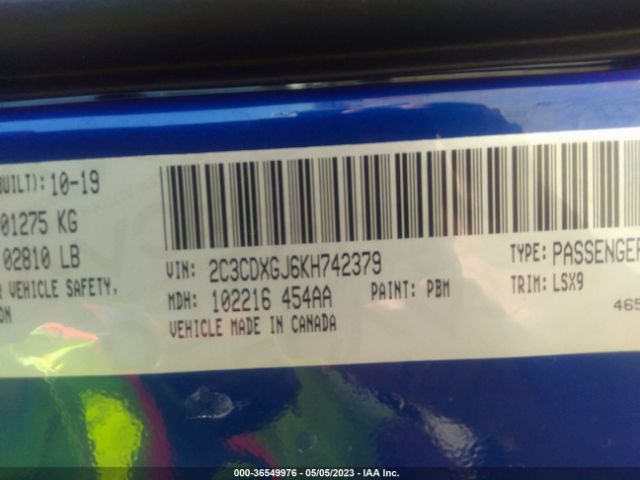 BUILT): 10-19
01275 KG
02810 LB
R VEHICLE SAFETY,
ON
VIN: 2C3CDXGJ6KH742379
MDH: 102216 454AA PAINT: PBM
VEHICLE MADE IN CANADA
TYPE: PASSENGER
TRIM: LSX9
465
000-36549976 - 05/05/2023 - IAA Inc.